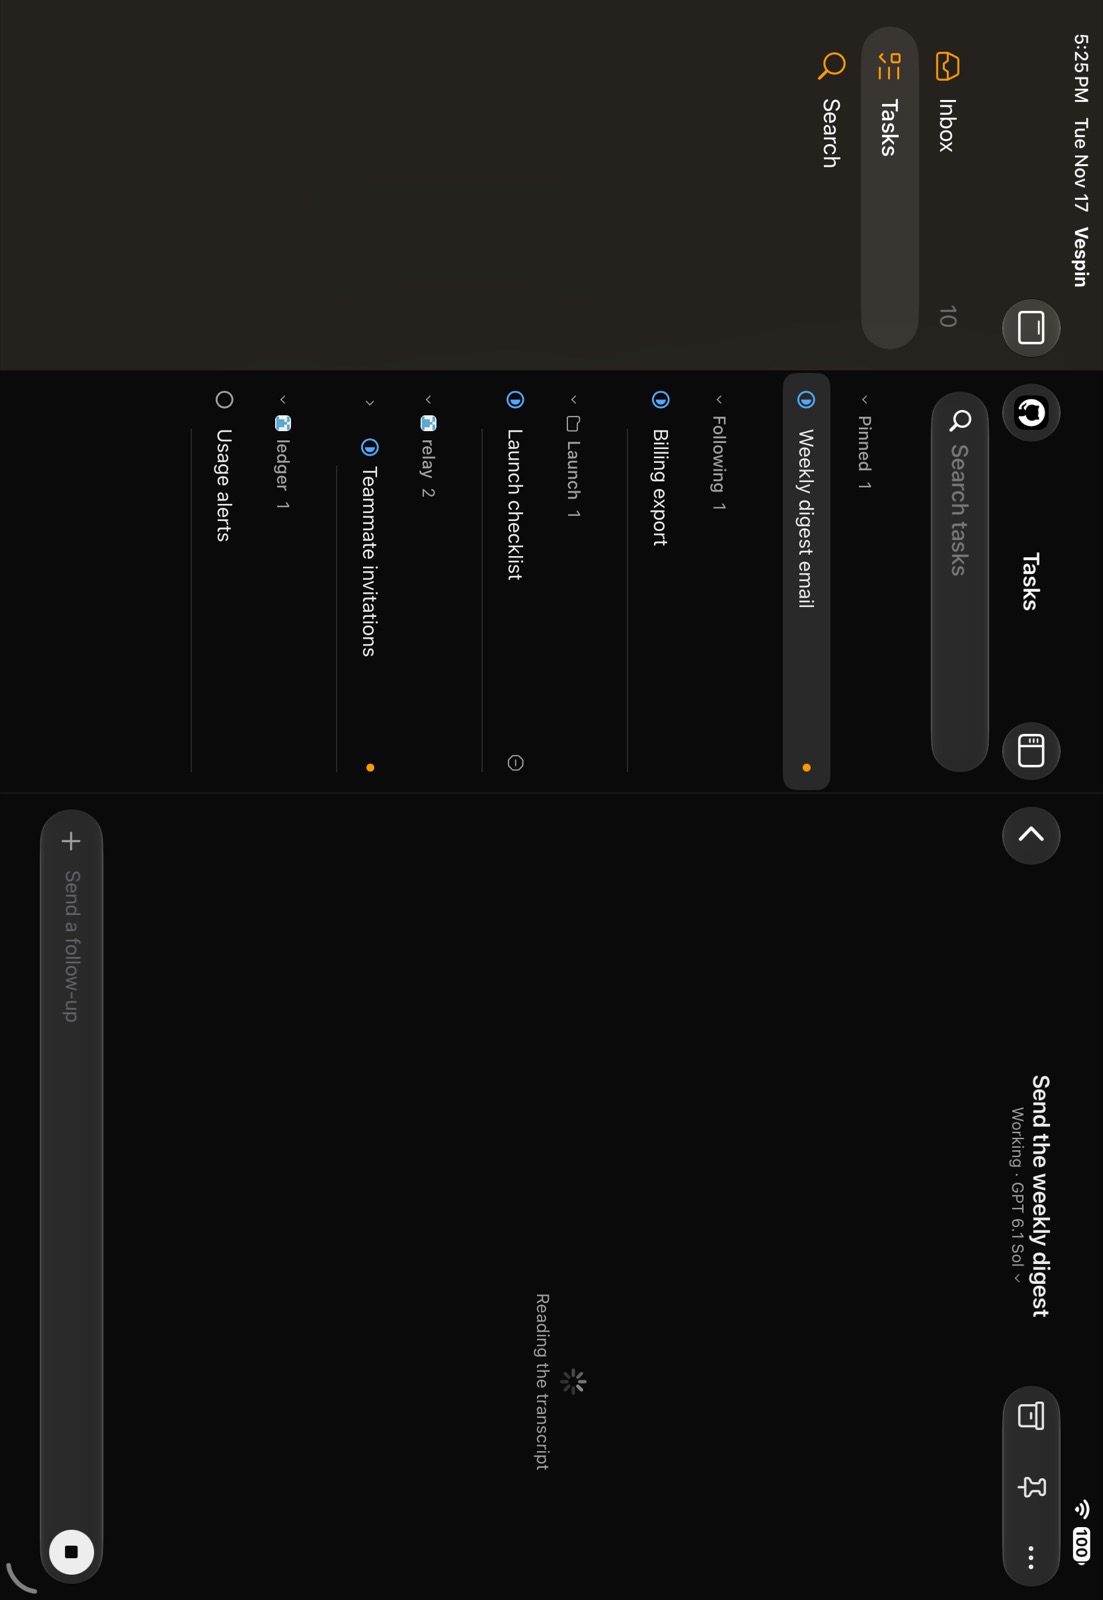 5:25 PM Tue Nov 17 Vespin
100
Inbox 10
Tasks
Search
Tasks
Search tasks
Pinned 1
Weekly digest email
Following 1
Billing export
Launch 1
Launch checklist
relay 2
Teammate invitations
ledger 1
Usage alerts
Send the weekly digest
Working · GPT 6.1 Sol
Reading the transcript
Send a follow-up